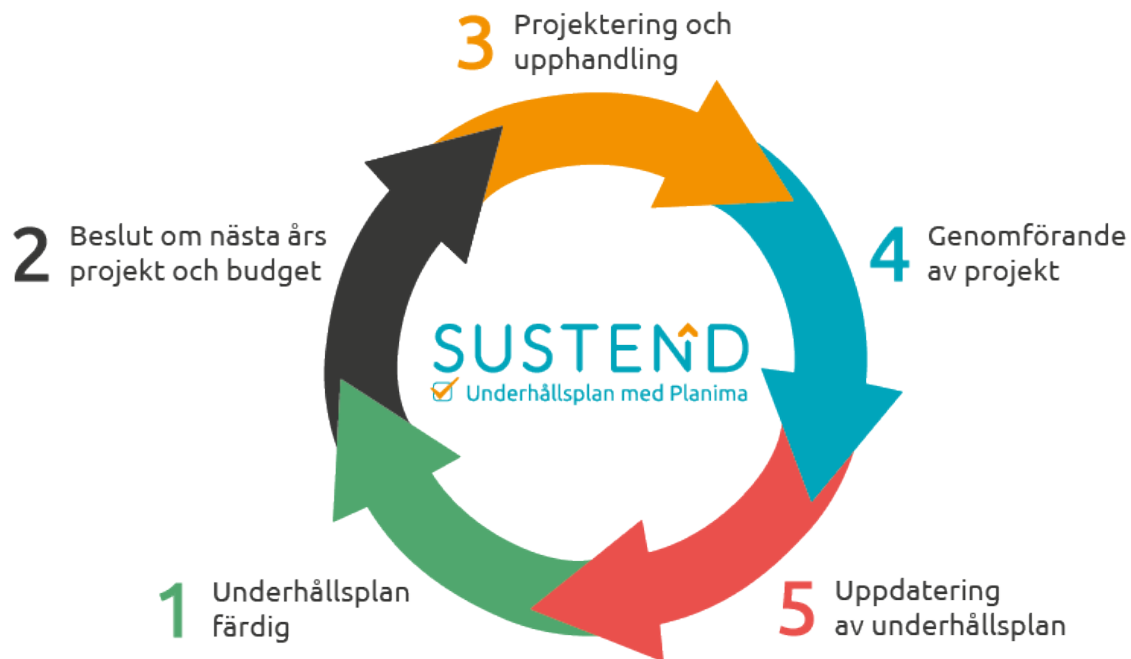 3 Projektering och
upphandling
2 Beslut om nästa års
projekt och budget
4 Genomförande
av projekt
SUSTEND
Underhållsplan med Planima
1 Underhållsplan
färdig
5 Uppdatering
av underhållsplan